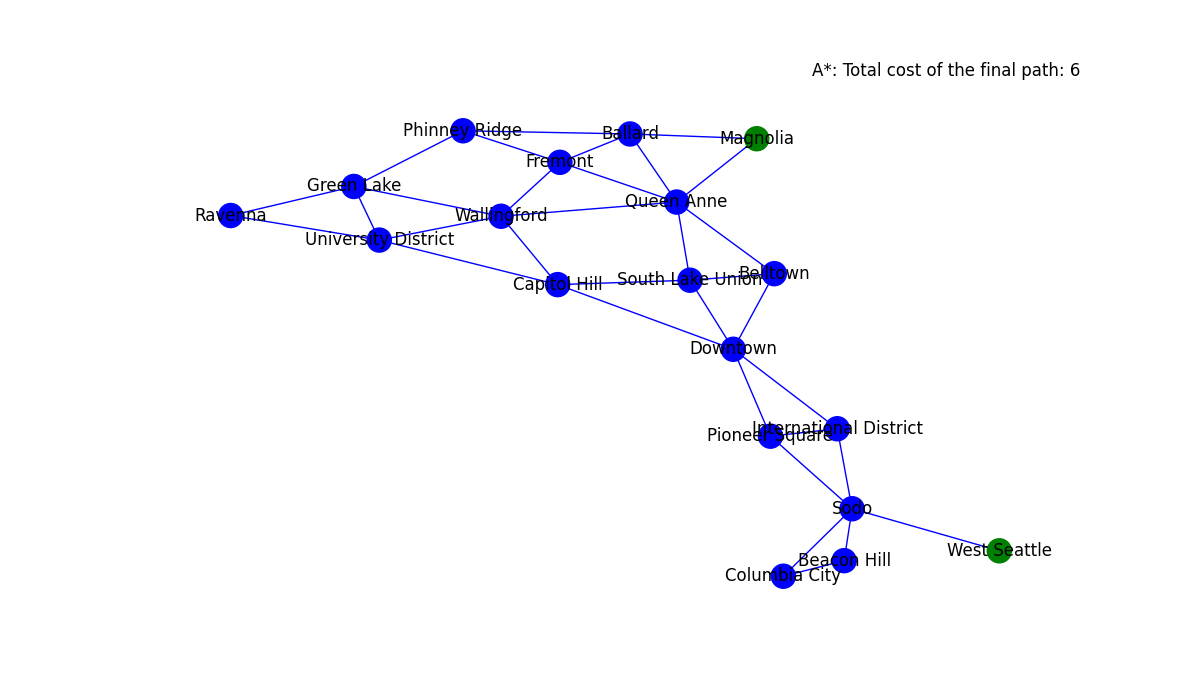 A*: Total cost of the final path: 6
Phinney Ridge
Ballard
Magnolia
Fremont
Green Lake
Queen Anne
Ravenna
Wallingford
University District
Belltown
South Lake Union
Capitol Hill
Downtown
International District
Pioneer Square
Sodo
West Seattle
Beacon Hill
Columbia City